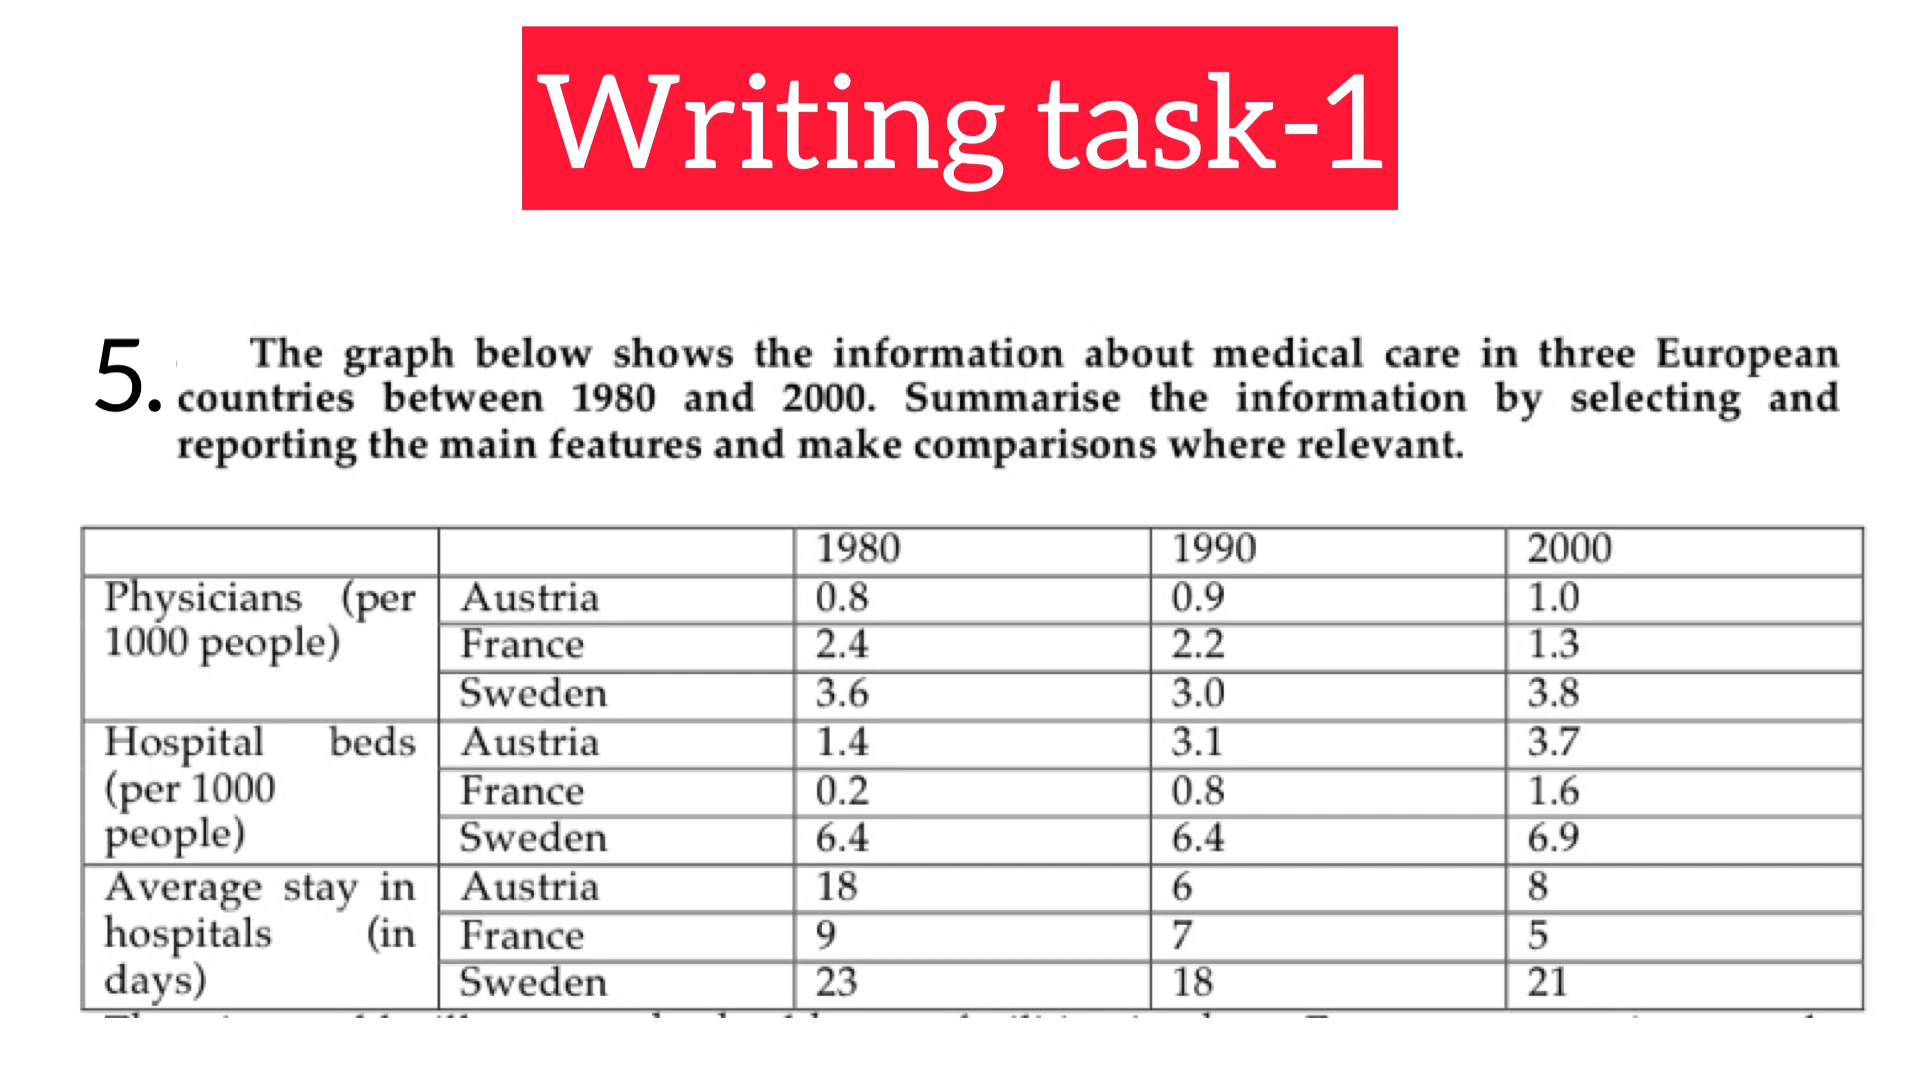 Writing task-1
5. The graph below shows the information about medical care in three European
countries between 1980 and 2000. Summarise the information by selecting and
reporting the main features and make comparisons where relevant.
1980 1990 2000
Physicians (per 1000 people) Austria 0.8 0.9 1.0
France 2.4 2.2 1.3
Sweden 3.6 3.0 3.8
Hospital beds (per 1000 people) Austria 1.4 3.1 3.7
France 0.2 0.8 1.6
Sweden 6.4 6.4 6.9
Average stay in hospitals (in days) Austria 18 6 8
France 9 7 5
Sweden 23 18 21